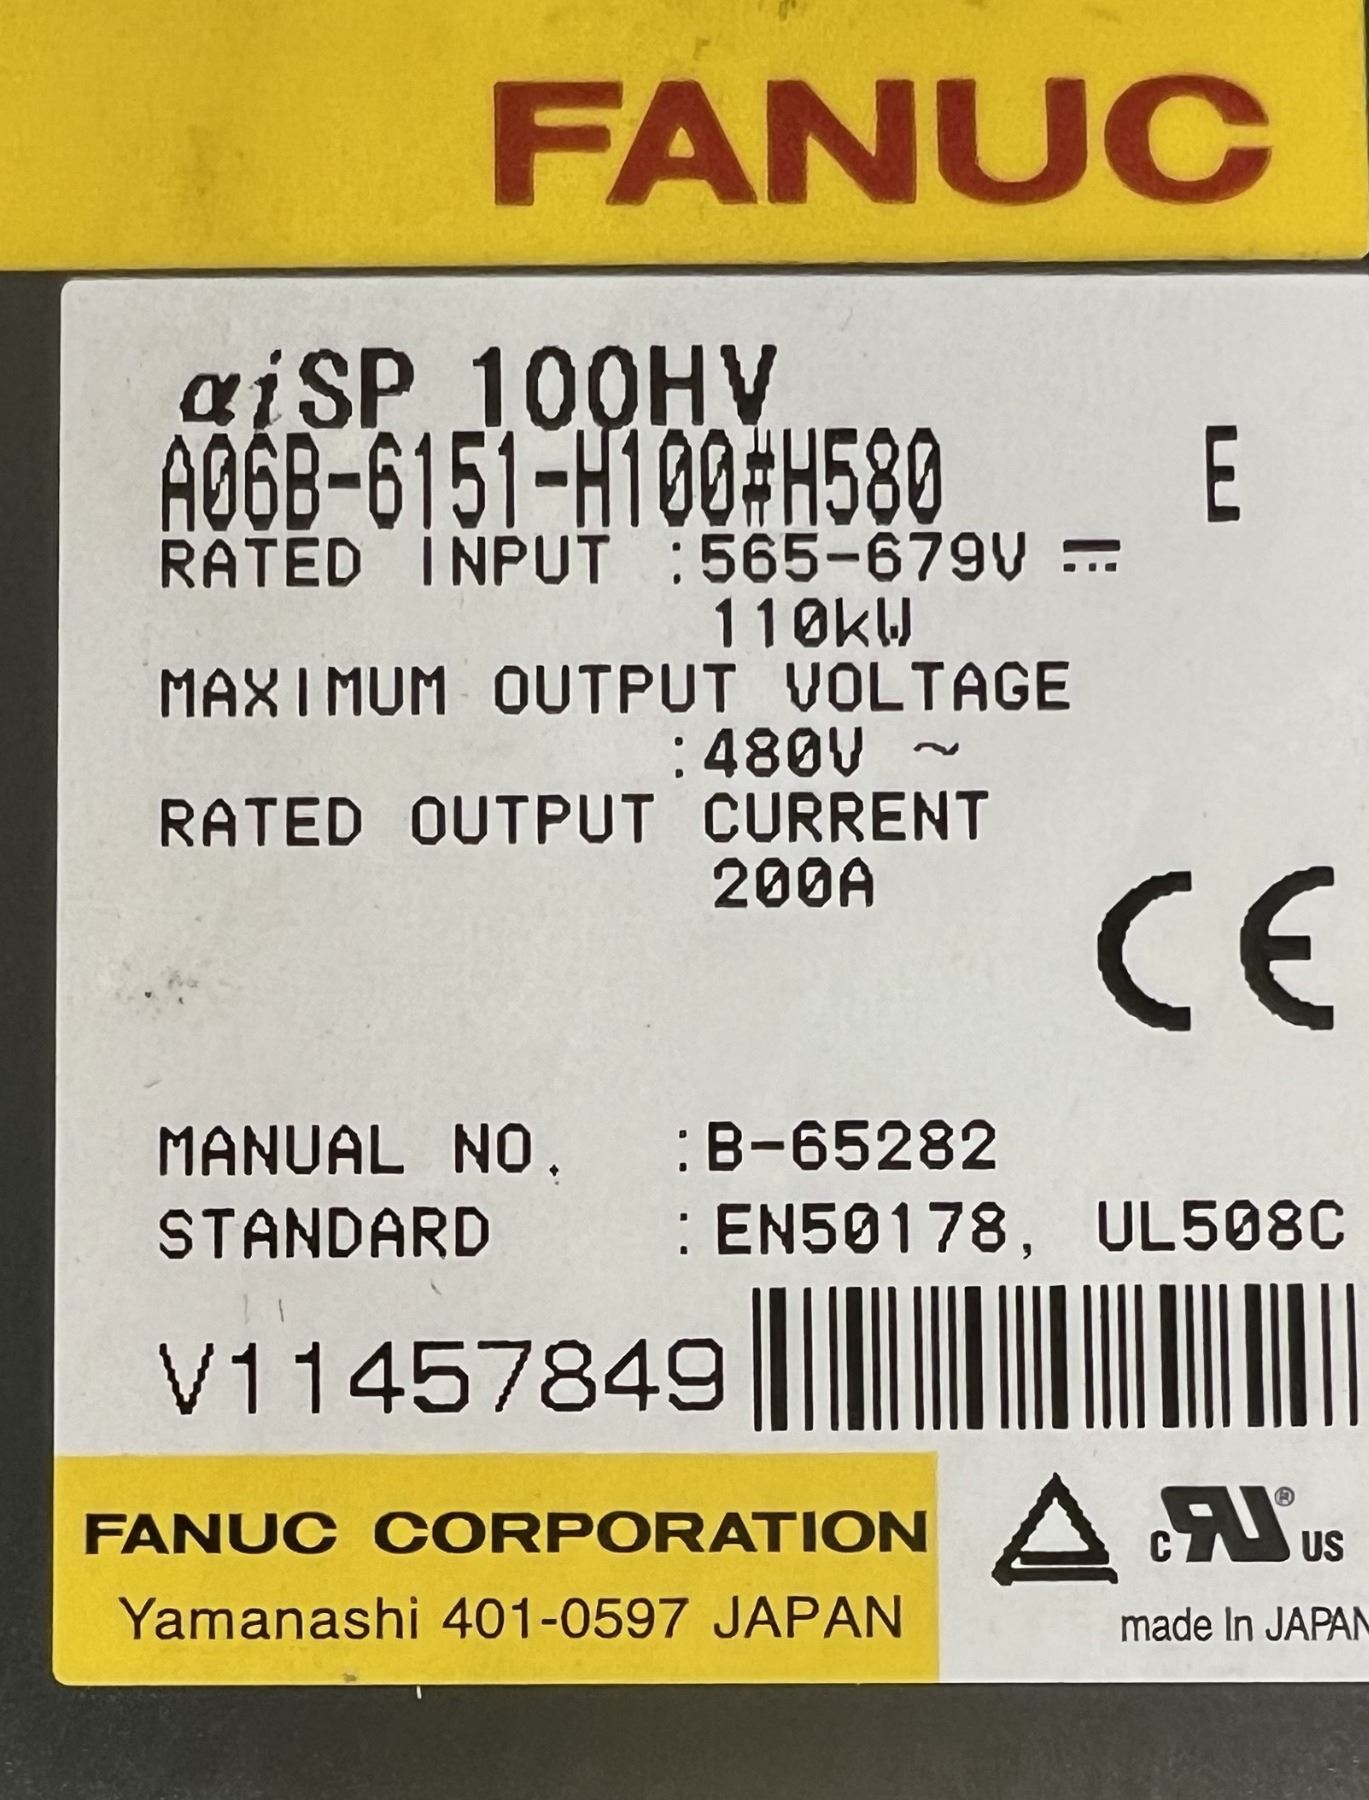 FANUC
αiSP 100HV
A06B-6151-H100#H580 E
RATED INPUT :565-679V ⎓
110kW
MAXIMUM OUTPUT VOLTAGE
:480V ~
RATED OUTPUT CURRENT
200A
CE
MANUAL NO. :B-65282
STANDARD :EN50178, UL508C
V11457849
FANUC CORPORATION
Yamanashi 401-0597 JAPAN
c RU ® US
made In JAPAN